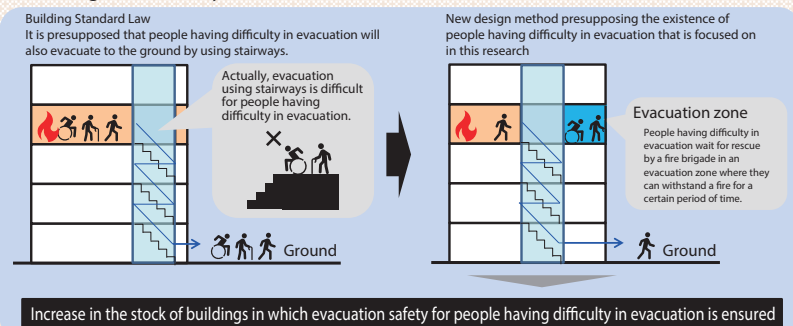 Building Standard Law
It is presupposed that people having difficulty in evacuation will
also evacuate to the ground by using stairways.
Actually, evacuation
using stairways is difficult
for people having
difficulty in evacuation.
Ground
New design method presupposing the existence of
people having difficulty in evacuation that is focused on
in this research
Evacuation zone
People having difficulty in
evacuation wait for rescue
by a fire brigade in an
evacuation zone where they
can withstand a fire for a
certain period of time.
Ground
Increase in the stock of buildings in which evacuation safety for people having difficulty in evacuation is ensured